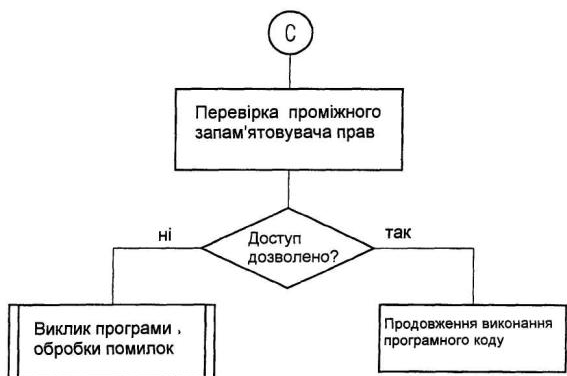 C
Перевірка проміжного
запам'ятовувача прав
ні
Доступ
дозволено?
так
Виклик програми
обробки помилок
Продовження виконання
програмного коду